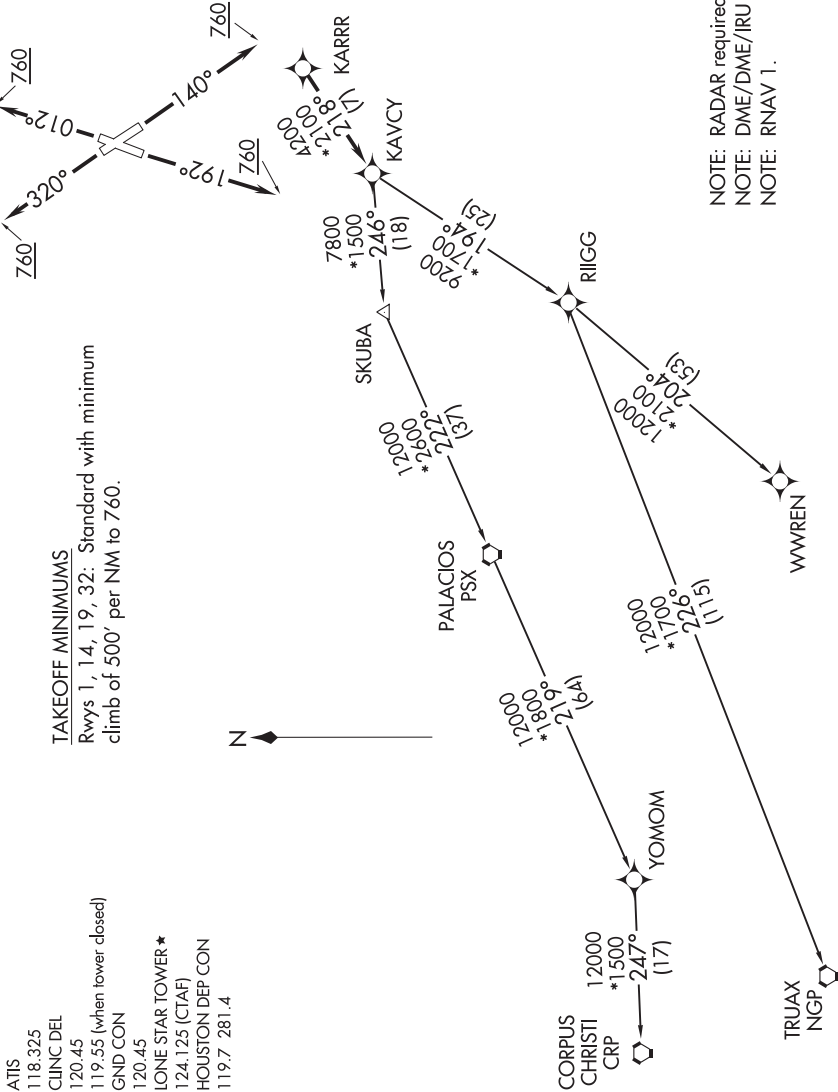 ATIS
118.325
CLNC DEL
120.45
119.55 (when tower closed)
GND CON
120.45
LONE STAR TOWER★
124.125 (CTAF)
HOUSTON DEP CON
119.7 281.4
TAKEOFF MINIMUMS
Rwys 1, 14, 19, 32: Standard with minimum
climb of 500' per NM to 760.
760
320°
760
012°
140°
760
192°
760
N
KARRR
4200
*2100
218°
(7)
KAVCY
7800
*1500
246°
(18)
9200
*1700
194°
(25)
SKUBA
RIIGG
12000
*2600
222°
(37)
12000
*2100
204°
(53)
PALACIOS
PSX
WWREN
12000
*1800
219°
(64)
12000
*1700
226°
(115)
YOMOM
12000
*1500
247°
(17)
CORPUS
CHRISTI
CRP
TRUAX
NGP
NOTE: RADAR required
NOTE: DME/DME/IRU
NOTE: RNAV 1.